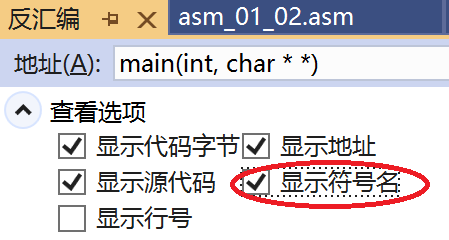 反汇编 asm_01_02.asm
地址(A): main(int, char * *)
查看选项
显示代码字节 显示地址
显示源代码 显示符号名
显示行号